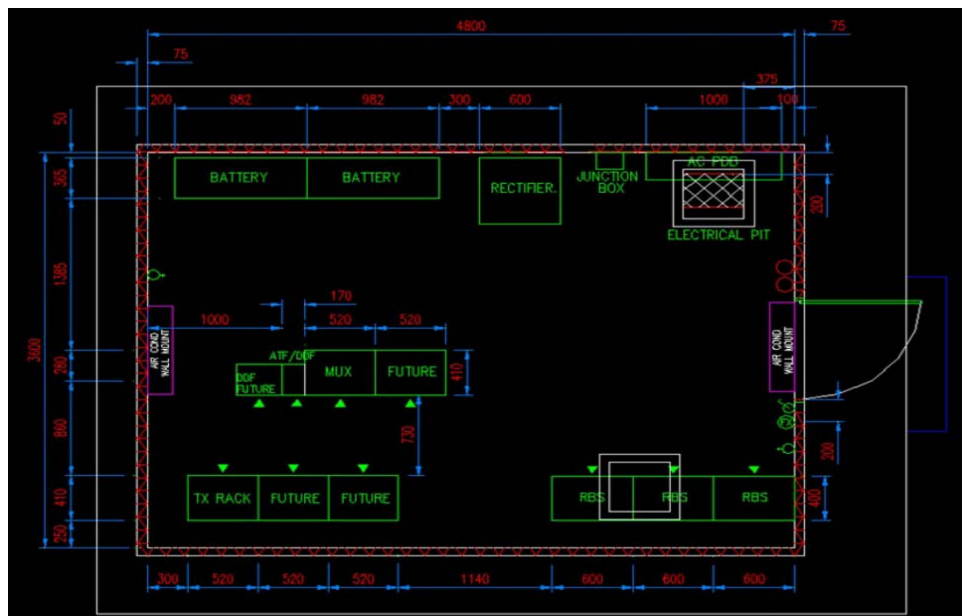 4800
75
75
375
200
982
982
300
600
1000
100
50
BATTERY
BATTERY
RECTIFIER.
JUNCTION
BOX
AC PDB
ELECTRICAL PIT
365
200
1385
3600
170
1000
520
520
AIR COND
WALL MOUNT
ATF/DDF
DDF
FUTURE
MUX
FUTURE
410
AIR COND
WALL MOUNT
280
860
730
200
TX RACK
FUTURE
FUTURE
RBS
RBS
RBS
410
400
250
300
520
520
520
1140
600
600
600